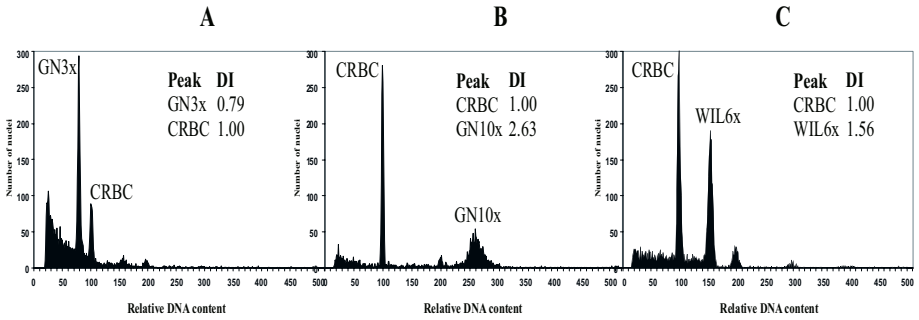 A
Number of nuclei
300
250
200
150
100
50
0
GN3x
CRBC
Peak DI
GN3x 0.79
CRBC 1.00
0 50 100 150 200 250 300 350 400 450 500
Relative DNA content
B
Number of nuclei
300
250
200
150
100
50
0
CRBC
GN10x
Peak DI
CRBC 1.00
GN10x 2.63
0 50 100 150 200 250 300 350 400 450 500
Relative DNA content
C
Number of nuclei
300
250
200
150
100
50
0
CRBC
WIL6x
Peak DI
CRBC 1.00
WIL6x 1.56
0 50 100 150 200 250 300 350 400 450 500
Relative DNA content